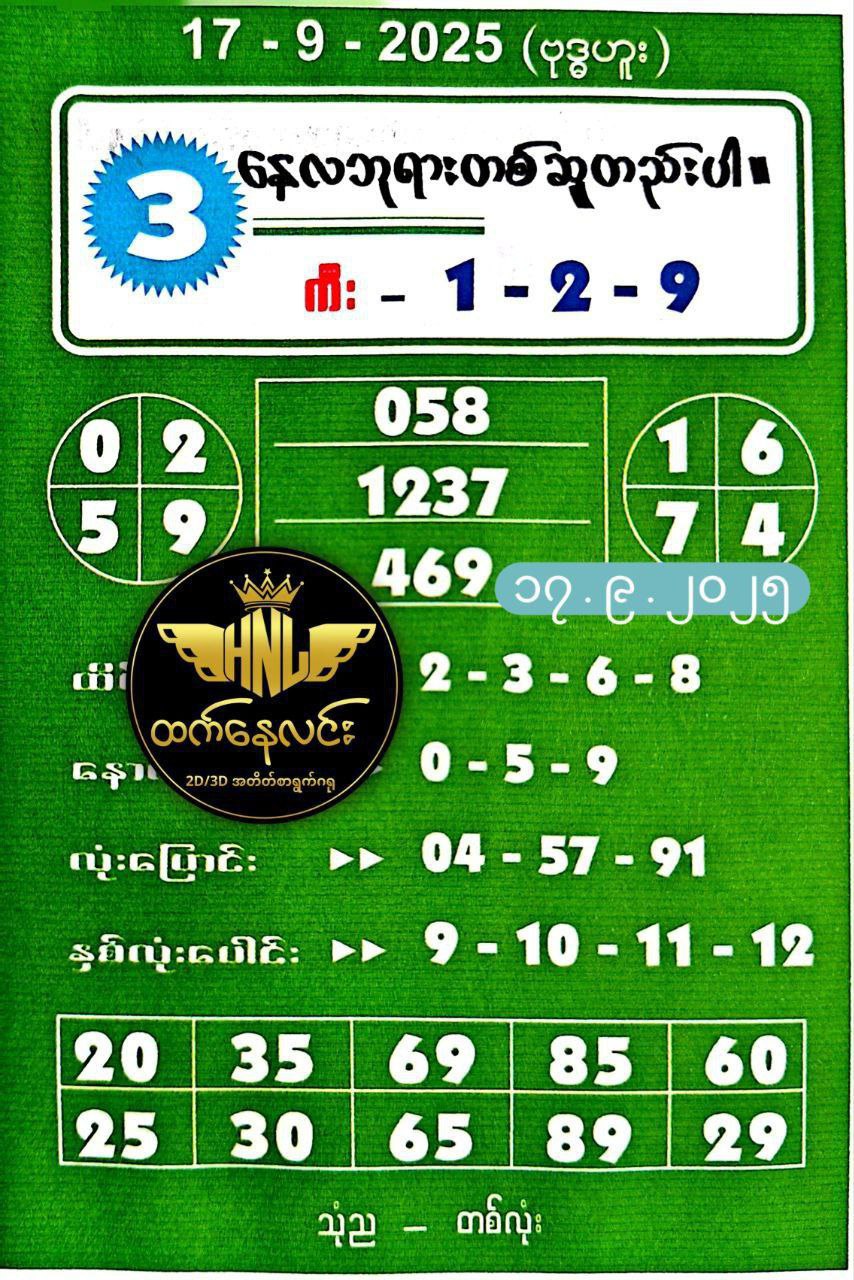 17 - 9 - 2025 (ဗုဒ္ဓဟူး)
3
နေလဘုရားတစ်ဆူတည်းပါ။
ကီး - 1 - 2 - 9
0 2
5 9
058
1237
469
1 6
7 4
၁၇.၉.၂၀၂၅
2 - 3 - 6 - 8
0 - 5 - 9
HNL
ထက်နေလင်း
2D/3D အတိတ်စာရွက်ဂရု
လုံးပြောင်း ►► 04 - 57 - 91
နှစ်လုံးပေါင်း ►► 9 - 10 - 11 - 12
20 35 69 85 60
25 30 65 89 29
သုံည - တစ်လုံး